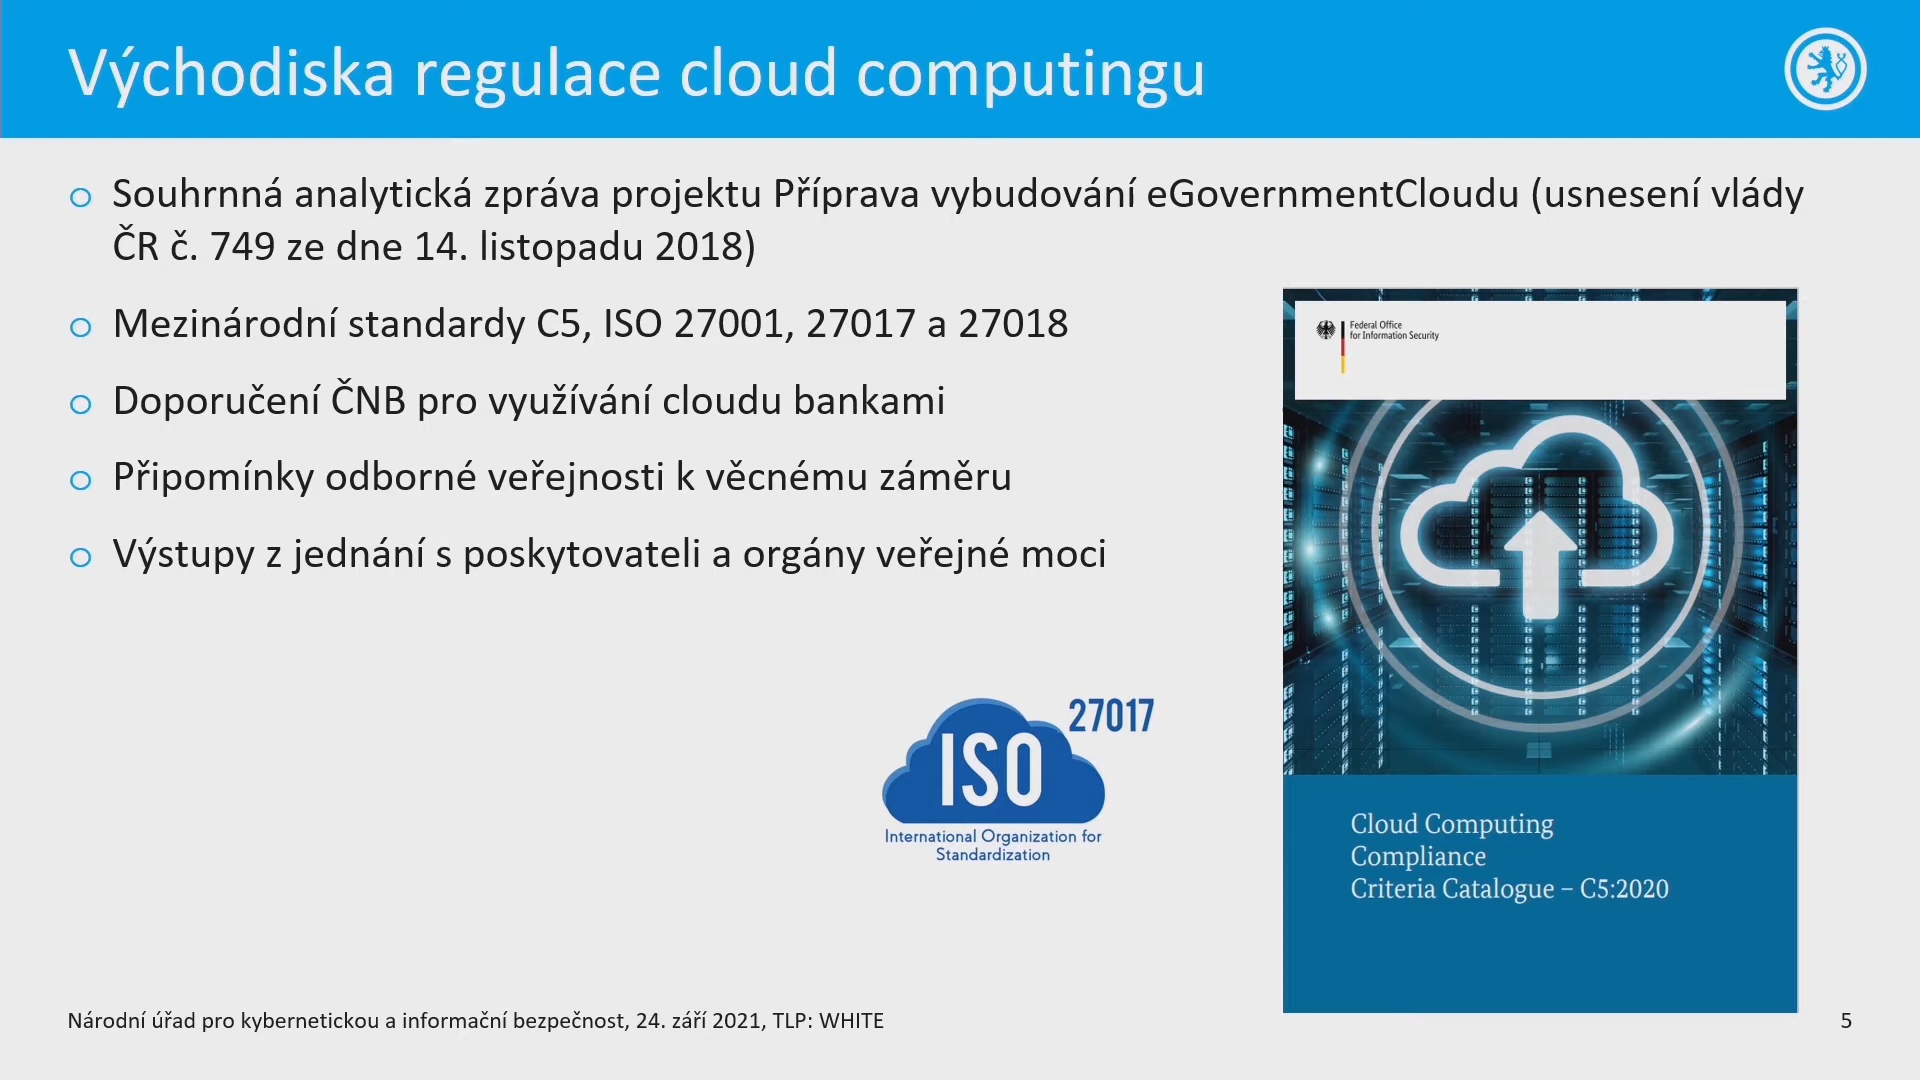 Východiska regulace cloud computingu
Souhrnná analytická zpráva projektu Příprava vybudování eGovernmentCloudu (usnesení vlády
ČR č. 749 ze dne 14. listopadu 2018)
Mezinárodní standardy C5, ISO 27001, 27017 a 27018
Doporučení ČNB pro využívání cloudu bankami
Připomínky odborné veřejnosti k věcnému záměru
Výstupy z jednání s poskytovateli a orgány veřejné moci
27017
ISO
International Organization for
Standardization
Federal Office
for Information Security
Cloud Computing
Compliance
Criteria Catalogue – C5:2020
Národní úřad pro kybernetickou a informační bezpečnost, 24. září 2021, TLP: WHITE
5